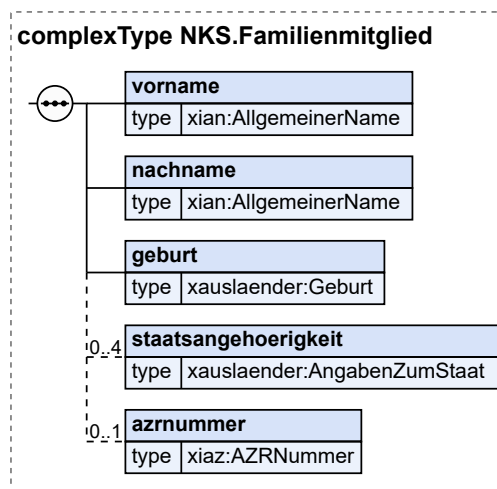 complexType NKS.Familienmitglied
vorname
type xian:AllgemeinerName
nachname
type xian:AllgemeinerName
geburt
type xauslaender:Geburt
0..4 staatsangehoerigkeit
type xauslaender:AngabenZumStaat
0..1 azrnummer
type xiaz:AZRNummer